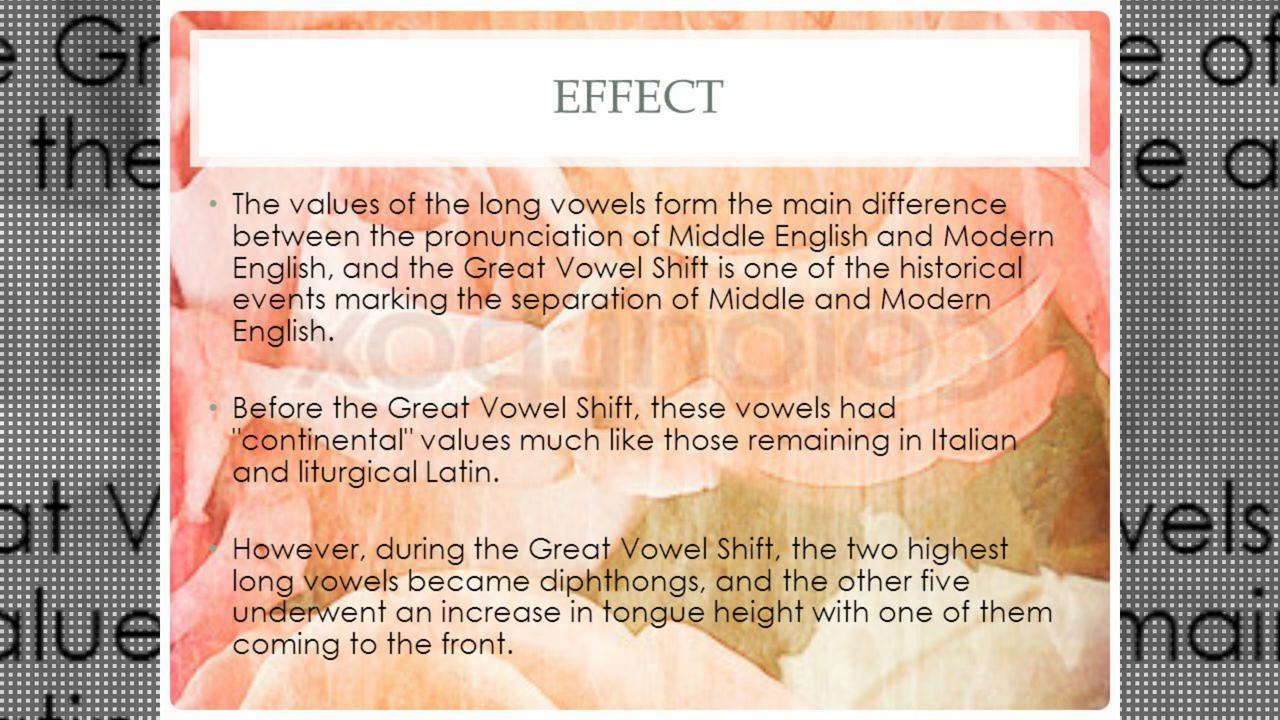 EFFECT
• The values of the long vowels form the main difference
between the pronunciation of Middle English and Modern
English, and the Great Vowel Shift is one of the historical
events marking the separation of Middle and Modern
English.
• Before the Great Vowel Shift, these vowels had
"continental" values much like those remaining in Italian
and liturgical Latin.
• However, during the Great Vowel Shift, the two highest
long vowels became diphthongs, and the other five
underwent an increase in tongue height with one of them
coming to the front.